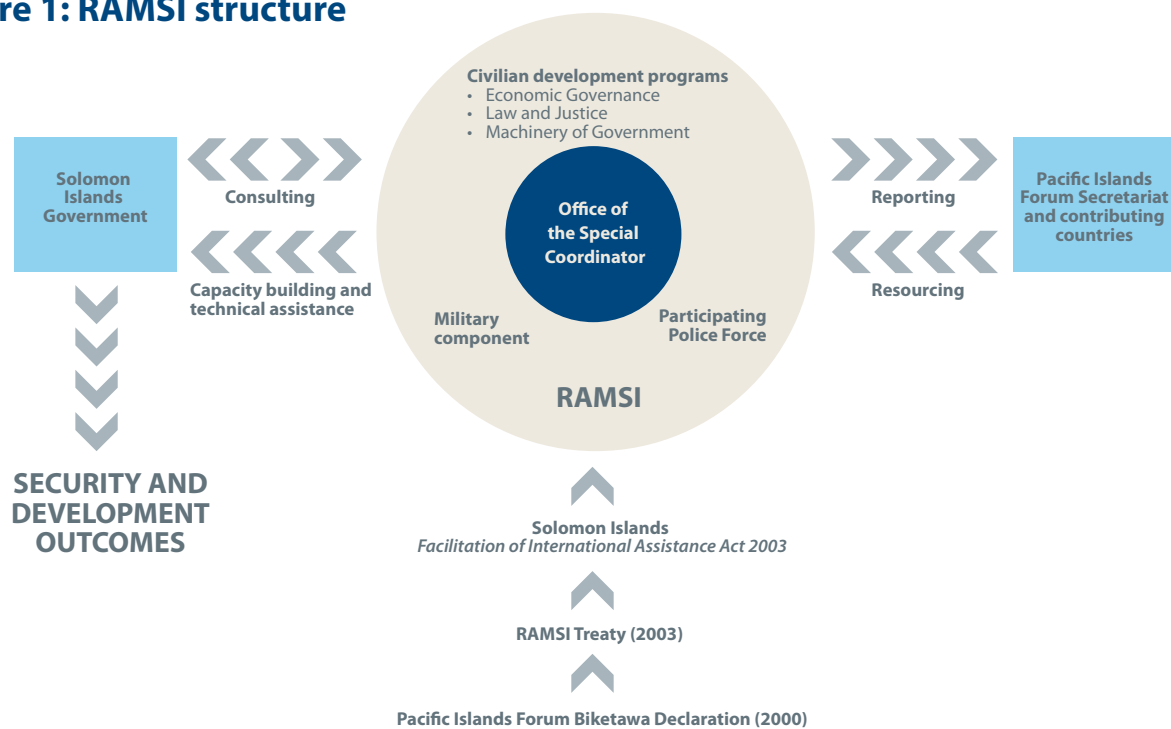 re 1: RAMSI structure
Civilian development programs
• Economic Governance
• Law and Justice
• Machinery of Government
Solomon
Islands
Government
Consulting
Capacity building and
technical assistance
Office of
the Special
Coordinator
Reporting
Resourcing
Pacific Islands
Forum Secretariat
and contributing
countries
Military
component
Participating
Police Force
RAMSI
SECURITY AND
DEVELOPMENT
OUTCOMES
Solomon Islands
Facilitation of International Assistance Act 2003
RAMSI Treaty (2003)
Pacific Islands Forum Biketawa Declaration (2000)